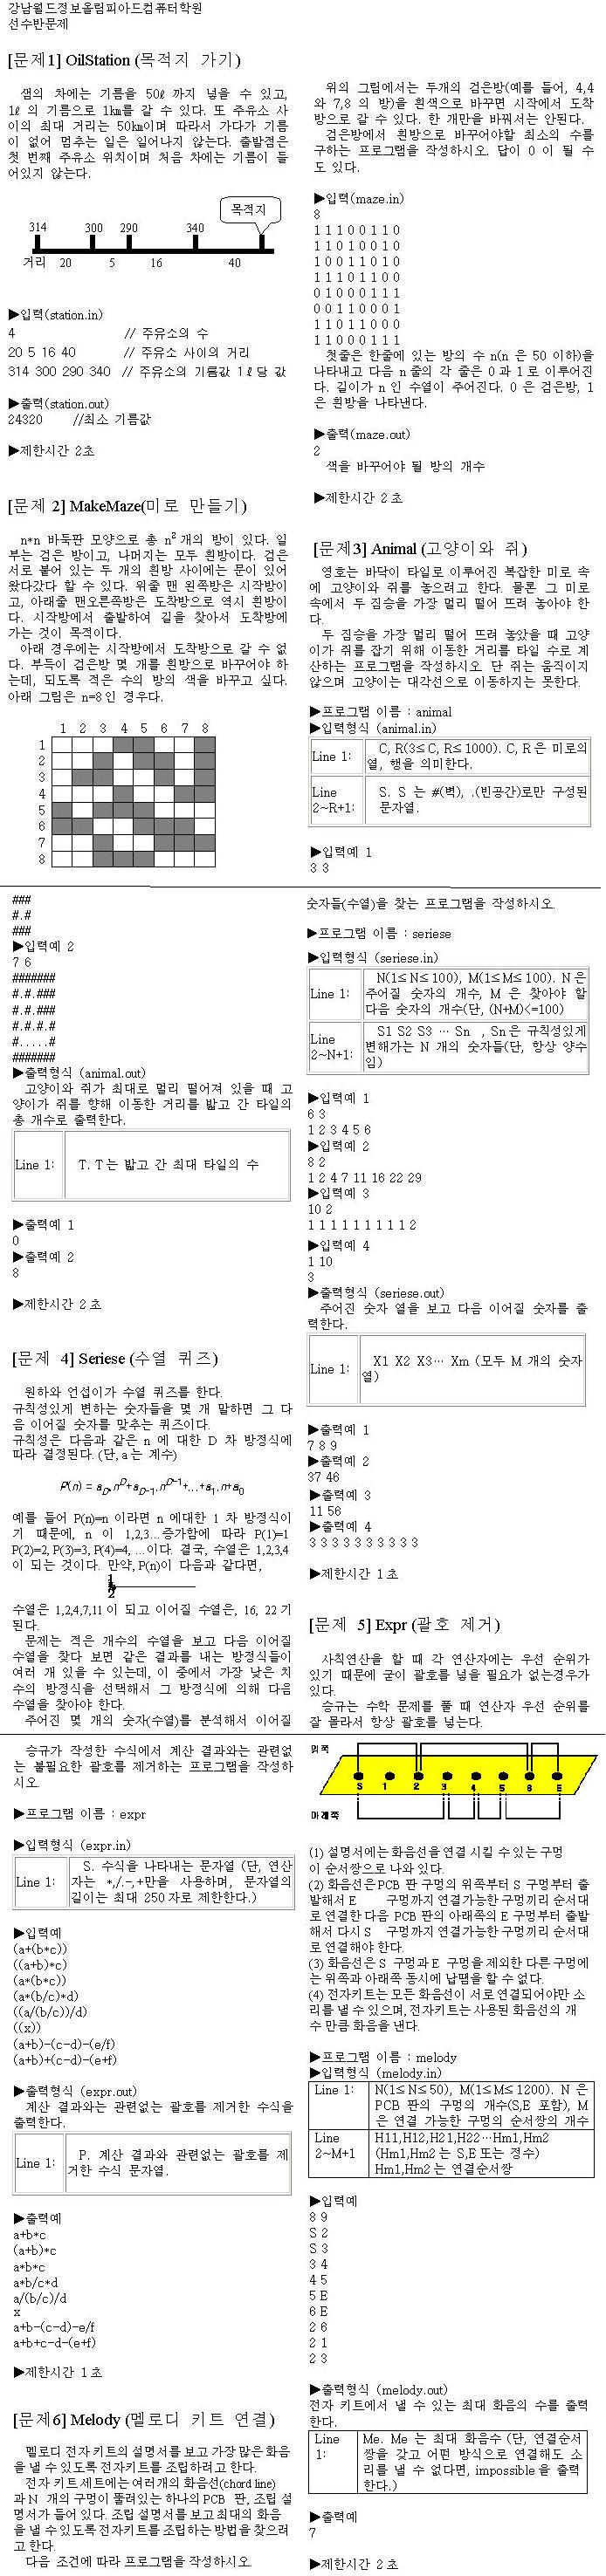 강남월드정보올림피아드컴퓨터학원
선수반문제
[문제1] OilStation (목적지 가기)
샘의 차에는 기름을 50ℓ 까지 넣을 수 있고,
1ℓ 의 기름으로 1㎞를 갈 수 있다. 또 주유소 사
이의 최대 거리는 50㎞이며 따라서 가다가 기름
이 없어 멈추는 일은 일어나지 않는다. 출발점은
첫 번째 주유소 위치이며 처음 차에는 기름이 들
어있지 않는다.
목적지
314 300 290 340
거리 20 5 16 40
▶입력(station.in)
4 // 주유소의 수
20 5 16 40 // 주유소 사이의 거리
314 300 290 340 // 주유소의 기름값 1ℓ당 값
▶출력(station.out)
24320 //최소 기름값
▶제한시간 2초
[문제 2] MakeMaze(미로 만들기)
n*n 바둑판 모양으로 총 n² 개의 방이 있다. 일
부는 검은 방이고, 나머지는 모두 흰방이다. 검은
서로 붙어 있는 두 개의 흰방 사이에는 문이 있어
왔다갔다 할 수 있다. 위줄 맨 왼쪽방은 시작방이
고, 아래줄 맨오른쪽방은 도착방으로 역시 흰방이
다. 시작방에서 출발하여 길을 찾아서 도착방에
가는 것이 목적이다.
아래 경우에는 시작방에서 도착방으로 갈 수 없
다. 부득이 검은방 몇 개를 흰방으로 바꾸어야 하
는데, 되도록 적은 수의 방의 색을 바꾸고 싶다.
아래 그림은 n=8인 경우다.
1 2 3 4 5 6 7 8
1
2
3
4
5
6
7
8
위의 그림에서는 두개의 검은방(예를 들어, 4,4
와 7,8 의 방)을 흰색으로 바꾸면 시작에서 도착
방으로 갈 수 있다. 한 개만을 바꿔서는 안된다.
검은방에서 흰방으로 바꾸어야할 최소의 수를
구하는 프로그램을 작성하시오. 답이 0 이 될 수
도 있다.
▶입력(maze.in)
8
1 1 1 0 0 1 1 0
1 1 0 1 0 0 1 0
1 0 0 1 1 0 1 0
1 1 1 0 1 1 0 0
0 1 0 0 0 1 1 1
0 0 1 1 0 0 0 1
1 1 0 1 1 0 0 0
1 1 0 0 0 1 1 1
첫줄은 한줄에 있는 방의 수 n(n 은 50 이하)을
나타내고 다음 n 줄의 각 줄은 0 과 1 로 이루어진
다. 길이가 n 인 수열이 주어진다. 0 은 검은방, 1
은 흰방을 나타낸다.
▶출력(maze.out)
2
색을 바꾸어야 될 방의 개수
▶제한시간 2초
[문제3] Animal (고양이와 쥐)
영호는 바닥이 타일로 이루어진 복잡한 미로 속
에 고양이와 쥐를 놓으려고 한다. 물론 그 미로
속에서 두 짐승을 가장 멀리 떨어 뜨려 놓아야 한
다.
두 짐승을 가장 멀리 떨어 뜨려 놓았을 때 고양
이가 쥐를 잡기 위해 이동한 거리를 타일 수로 계
산하는 프로그램을 작성하시오. 단 쥐는 움직이지
않으며 고양이는 대각선으로 이동하지는 못한다.
▶프로그램 이름 : animal
▶입력형식 (animal.in)
Line 1: C, R(3≤C, R≤1000). C, R 은 미로의 열, 행을 의미한다.
Line 2~R+1: S. S 는 #(벽), .(빈공간)로만 구성된 문자열.
▶입력예 1
3 3
###
#.#
###
▶입력예 2
7 6
#######
#.#.###
#.#.###
#.#.#.#
#.....#
#######
▶출력형식 (animal.out)
고양이와 쥐가 최대로 멀리 떨어져 있을 때 고
양이가 쥐를 향해 이동한 거리를 밟고 간 타일의
총 개수로 출력한다.
Line 1: T. T 는 밟고 간 최대 타일의 수
▶출력예 1
0
▶출력예 2
8
▶제한시간 2초
[문제 4] Seriese (수열 퀴즈)
원하와 언섭이가 수열 퀴즈를 한다.
규칙성있게 변하는 숫자들을 몇 개 말하면 그 다
음 이어질 숫자를 맞추는 퀴즈이다.
규칙성은 다음과 같은 n 에 대한 D 차 방정식에
따라 결정된다. (단, a 는 계수)
P(n) = a_D.n^D+a_{D-1}.n^{D-1}+...+a_1.n+a_0
예를 들어 P(n)=n 이라면 n 에대한 1 차 방정식이
기 때문에, n 이 1,2,3… 증가함에 따라 P(1)=1
P(2)=2, P(3)=3, P(4)=4, …이다. 결국, 수열은 1,2,3,4
이 되는 것이다. 만약, P(n)이 다음과 같다면,
수열은 1,2,4,7,11 이 되고 이어질 수열은, 16, 22 기
된다.
문제는 적은 개수의 수열을 보고 다음 이어질
수열을 찾다 보면 같은 결과를 내는 방정식들이
여러 개 있을 수 있는데, 이 중에서 가장 낮은 치
수의 방정식을 선택해서 그 방정식에 의해 다음
수열을 찾아야 한다.
주어진 몇 개의 숫자(수열)를 분석해서 이어질
숫자들(수열)을 찾는 프로그램을 작성하시오.
▶프로그램 이름 : seriese
▶입력형식 (seriese.in)
Line 1: N(1≤N≤100), M(1≤M≤100). N 은 주어질 숫자의 개수, M 은 찾아야 할 다음 숫자의 개수(단, (N+M)<=100)
Line 2~N+1: S1 S2 S3 … Sn , Sn은 규칙성있게 변해가는 N 개의 숫자들(단, 항상 양수임)
▶입력예 1
6 3
1 2 3 4 5 6
▶입력예 2
8 2
1 2 4 7 11 16 22 29
▶입력예 3
10 2
1 1 1 1 1 1 1 1 1 2
▶입력예 4
1 10
3
▶출력형식 (seriese.out)
주어진 숫자 열을 보고 다음 이어질 숫자를 출
력한다.
Line 1: X1 X2 X3… Xm (모두 M 개의 숫자열)
▶출력예 1
7 8 9
▶출력예 2
37 46
▶출력예 3
11 56
▶출력예 4
3 3 3 3 3 3 3 3 3 3
▶제한시간 1초
[문제 5] Expr (괄호 제거)
사칙연산을 할 때 각 연산자에는 우선 순위가
있기 때문에 굳이 괄호를 넣을 필요가 없는경우가
있다.
승규는 수학 문제를 풀 때 연산자 우선 순위를
잘 몰라서 항상 괄호를 넣는다.
승규가 작성한 수식에서 계산 결과와는 관련없
는 불필요한 괄호를 제거하는 프로그램을 작성하
시오.
▶프로그램 이름 : expr
▶입력형식 (expr.in)
Line 1: S. 수식을 나타내는 문자열 (단, 연산자는 *,/,-,+만을 사용하며, 문자열의 길이는 최대 250자로 제한한다.)
▶입력예
(a+(b*c))
((a+b)*c)
(a*(b*c))
(a*(b/c)*d)
((a/(b/c))/d)
((x))
(a+b)-(c-d)-(e/f)
(a+b)+(c-d)-(e+f)
▶출력형식 (expr.out)
계산 결과와는 관련없는 괄호를 제거한 수식을
출력한다.
Line 1: P. 계산 결과와 관련없는 괄호를 제거한 수식 문자열.
▶출력예
a+b*c
(a+b)*c
a*b*c
a*b/c*d
a/(b/c)/d
x
a+b-(c-d)-e/f
a+b+c-d-(e+f)
▶제한시간 1초
[문제6] Melody (멜로디 키트 연결)
멜로디 전자키트의 설명서를 보고 가장 많은 화음
을 낼 수 있도록 전자키트를 조립하려고 한다.
전자 키트세트에는 여러개의 화음선(chord line)
과 N 개의 구멍이 뚫려있는 하나의 PCB 판, 조립 설
명서가 들어 있다. 조립 설명서를 보고 최대의 화음
을 낼 수 있도록 전자키트를 조립하는 방법을 찾으려
고 한다.
다음 조건에 따라 프로그램을 작성하시오.
위쪽
S 1 2 3 4 5 6 E
아래쪽
(1) 설명서에는 화음선을 연결 시킬 수 있는 구멍
이 순서쌍으로 나와 있다.
(2) 화음선은 PCB 판 구멍의 위쪽부터 S 구멍부터 출
발해서 E 구멍까지 연결가능한 구멍끼리 순서대
로 연결한 다음 PCB 판의 아래쪽의 E 구멍부터 출발
해서 다시 S 구멍까지 연결가능한 구멍끼리 순서대
로 연결해야 한다.
(3) 화음선은 S 구멍과 E 구멍을 제외한 다른 구멍에
는 위쪽과 아래쪽 동시에 납땜을 할 수 없다.
(4) 전자키트는 모든 화음선이 서로 연결되어야만 소
리를 낼 수 있으며, 전자키트는 사용된 화음선의 개
수 만큼 화음을 낸다.
▶프로그램 이름 : melody
▶입력형식 (melody.in)
Line 1: N(1≤N≤50), M(1≤M≤1200). N 은 PCB 판의 구멍의 개수(S,E 포함), M 은 연결 가능한 구멍의 순서쌍의 개수
Line 2~M+1 H11,H12,H21,H22…Hm1,Hm2 (Hm1,Hm2 는 S,E 또는 정수) Hm1,Hm2 는 연결순서쌍
▶입력예
8 9
S 2
S 3
3 4
4 5
5 E
6 E
2 6
2 1
2 3
▶출력형식 (melody.out)
전자 키트에서 낼 수 있는 최대 화음의 수를 출력
한다.
Line 1: Me. Me 는 최대 화음수 (단, 연결순서쌍을 갖고 어떤 방식으로 연결해도 소리를 낼 수 없다면, impossible 을 출력한다.)
▶출력예
7
▶제한시간 2초